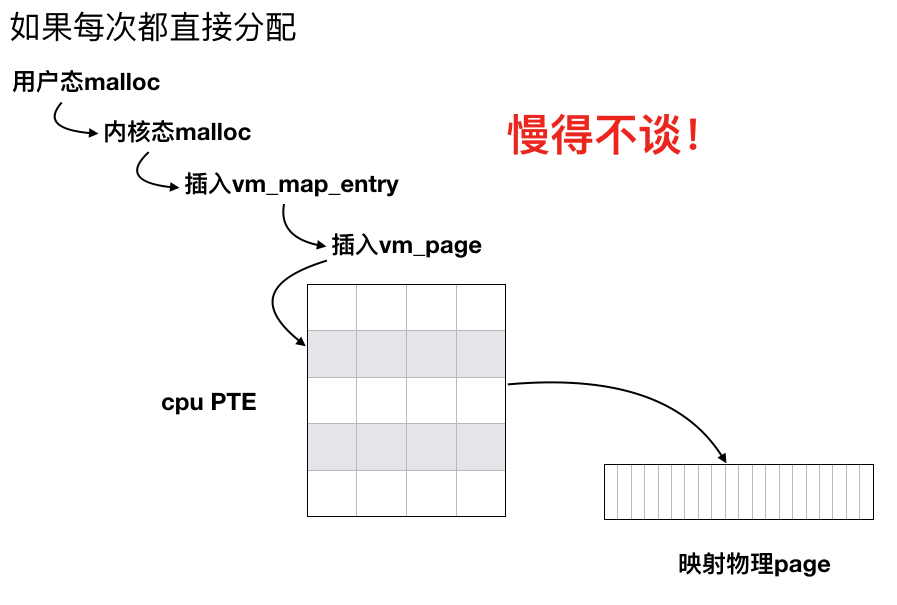 如果每次都直接分配
用户态malloc
内核态malloc
慢得不谈！
插入vm_map_entry
插入vm_page
cpu PTE
映射物理page